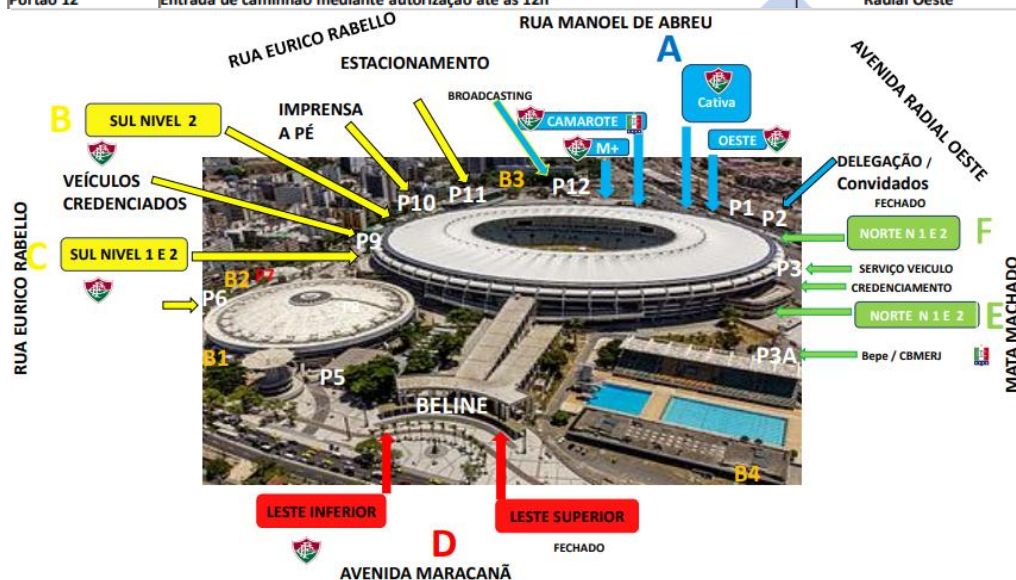 Portão 12 Entrada de caminhão mediante autorização até às 12h Radial Oeste
RUA MANOEL DE ABREU
RUA EURICO RABELLO
ESTACIONAMENTO
A
AVENIDA RADIAL OESTE
BROADCASTING
Cativa
B
SUL NIVEL 2
IMPRENSA
A PÉ
CAMAROTE
M+
OESTE
VEÍCULOS
CREDENCIADOS
P10
P11
B3
P12
P1
P2
DELEGAÇÃO /
Convidados
FECHADO
NORTE N 1 E 2
F
RUA EURICO RABELLO
C
SUL NIVEL 1 E 2
P9
P3
SERVIÇO VEICULO
CREDENCIAMENTO
B2
P7
P6
NORTE N 1 E 2
E
MATA MACHADO
B1
P5
P3A
Bepe / CBMERJ
BELINE
B4
LESTE INFERIOR
D
LESTE SUPERIOR
FECHADO
AVENIDA MARACANÃ